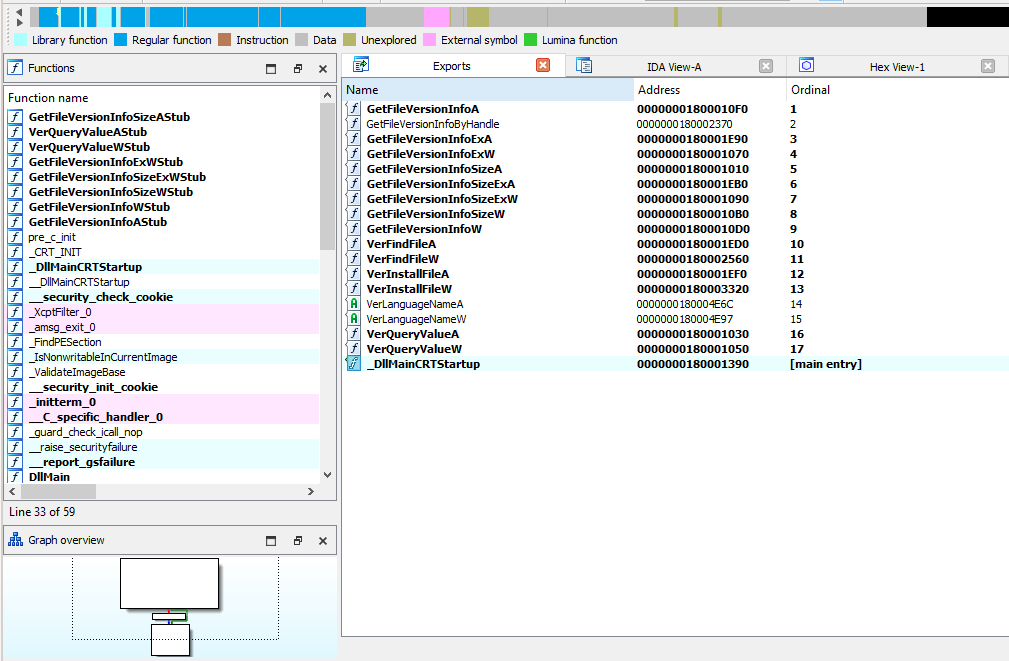 Library function Regular function Instruction Data Unexplored External symbol Lumina function
Functions
Function name
GetFileVersionInfoSizeAStub
VerQueryValueAStub
VerQueryValueWStub
GetFileVersionInfoExWStub
GetFileVersionInfoSizeExWStub
GetFileVersionInfoSizeWStub
GetFileVersionInfoWStub
GetFileVersionInfoAStub
pre_c_init
_CRT_INIT
_DllMainCRTStartup
__DllMainCRTStartup
__security_check_cookie
_XcptFilter_0
_amsg_exit_0
_FindPESection
_IsNonwritableInCurrentImage
_ValidateImageBase
__security_init_cookie
_initterm_0
__C_specific_handler_0
_guard_check_icall_nop
__raise_securityfailure
__report_gsfailure
DllMain
Line 33 of 59
Graph overview
Exports IDA View-A Hex View-1
Name Address Ordinal
GetFileVersionInfoA 00000001800010F0 1
GetFileVersionInfoByHandle 0000000180002370 2
GetFileVersionInfoExA 0000000180001E90 3
GetFileVersionInfoExW 0000000180001070 4
GetFileVersionInfoSizeA 0000000180001010 5
GetFileVersionInfoSizeExA 0000000180001EB0 6
GetFileVersionInfoSizeExW 0000000180001090 7
GetFileVersionInfoSizeW 00000001800010B0 8
GetFileVersionInfoW 00000001800010D0 9
VerFindFileA 0000000180001ED0 10
VerFindFileW 0000000180002560 11
VerInstallFileA 0000000180001EF0 12
VerInstallFileW 0000000180003320 13
VerLanguageNameA 0000000180004E6C 14
VerLanguageNameW 0000000180004E97 15
VerQueryValueA 0000000180001030 16
VerQueryValueW 0000000180001050 17
_DllMainCRTStartup 0000000180001390 [main entry]